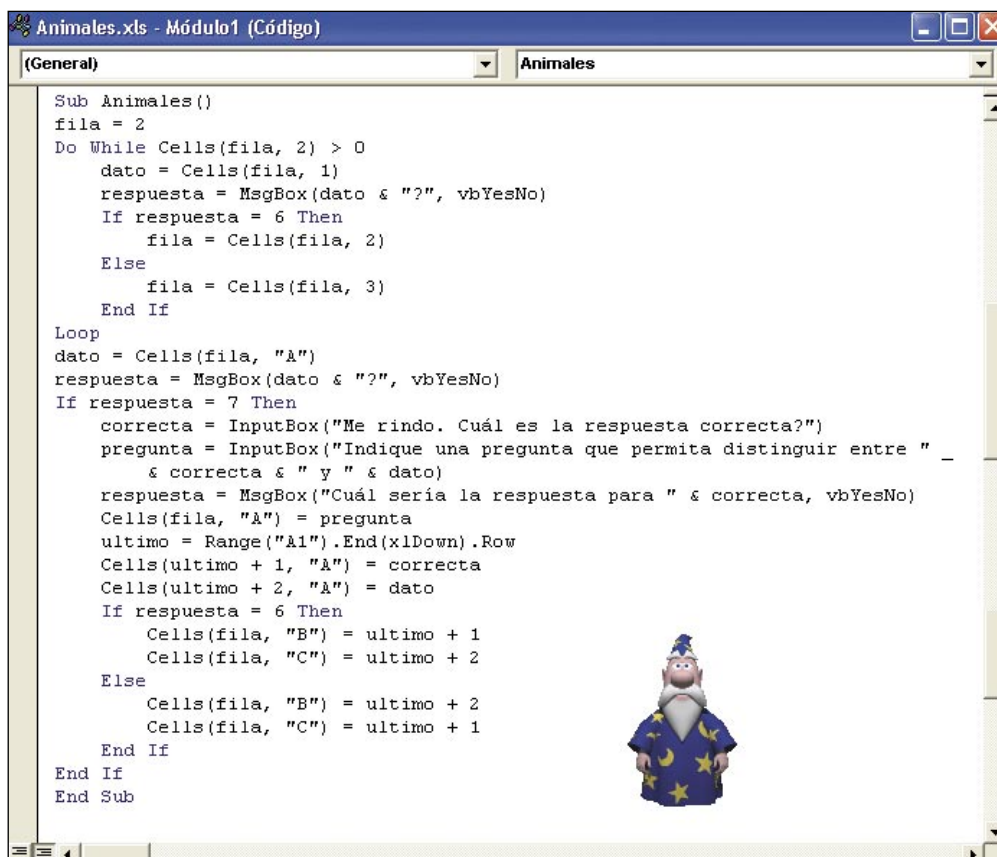 Animales.xls - Módulo1 (Código)
(General) Animales
Sub Animales()
fila = 2
Do While Cells(fila, 2) > 0
dato = Cells(fila, 1)
respuesta = MsgBox(dato & "?", vbYesNo)
If respuesta = 6 Then
fila = Cells(fila, 2)
Else
fila = Cells(fila, 3)
End If
Loop
dato = Cells(fila, "A")
respuesta = MsgBox(dato & "?", vbYesNo)
If respuesta = 7 Then
correcta = InputBox("Me rindo. Cuál es la respuesta correcta?")
pregunta = InputBox("Indique una pregunta que permita distinguir entre " _
& correcta & " y " & dato)
respuesta = MsgBox("Cuál sería la respuesta para " & correcta, vbYesNo)
Cells(fila, "A") = pregunta
ultimo = Range("A1").End(xlDown).Row
Cells(ultimo + 1, "A") = correcta
Cells(ultimo + 2, "A") = dato
If respuesta = 6 Then
Cells(fila, "B") = ultimo + 1
Cells(fila, "C") = ultimo + 2
Else
Cells(fila, "B") = ultimo + 2
Cells(fila, "C") = ultimo + 1
End If
End If
End Sub